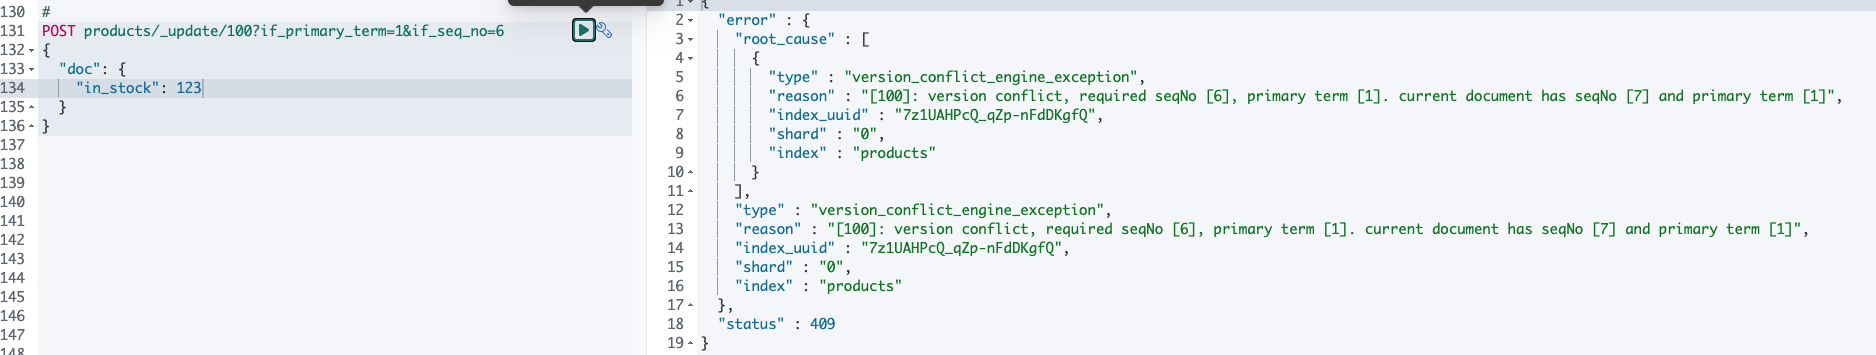 130 #
131 POST products/_update/100?if_primary_term=1&if_seq_no=6
132 {
133 "doc": {
134 "in_stock": 123
135 }
136 }
137
138
139
140
141
142
143
144
145
146
147
148
1 {
2 "error" : {
3 "root_cause" : [
4 {
5 "type" : "version_conflict_engine_exception",
6 "reason" : "[100]: version conflict, required seqNo [6], primary term [1]. current document has seqNo [7] and primary term [1]",
7 "index_uuid" : "7z1UAHPcQ_qZp-nFdDKgfQ",
8 "shard" : "0",
9 "index" : "products"
10 }
11 ],
12 "type" : "version_conflict_engine_exception",
13 "reason" : "[100]: version conflict, required seqNo [6], primary term [1]. current document has seqNo [7] and primary term [1]",
14 "index_uuid" : "7z1UAHPcQ_qZp-nFdDKgfQ",
15 "shard" : "0",
16 "index" : "products"
17 },
18 "status" : 409
19 }